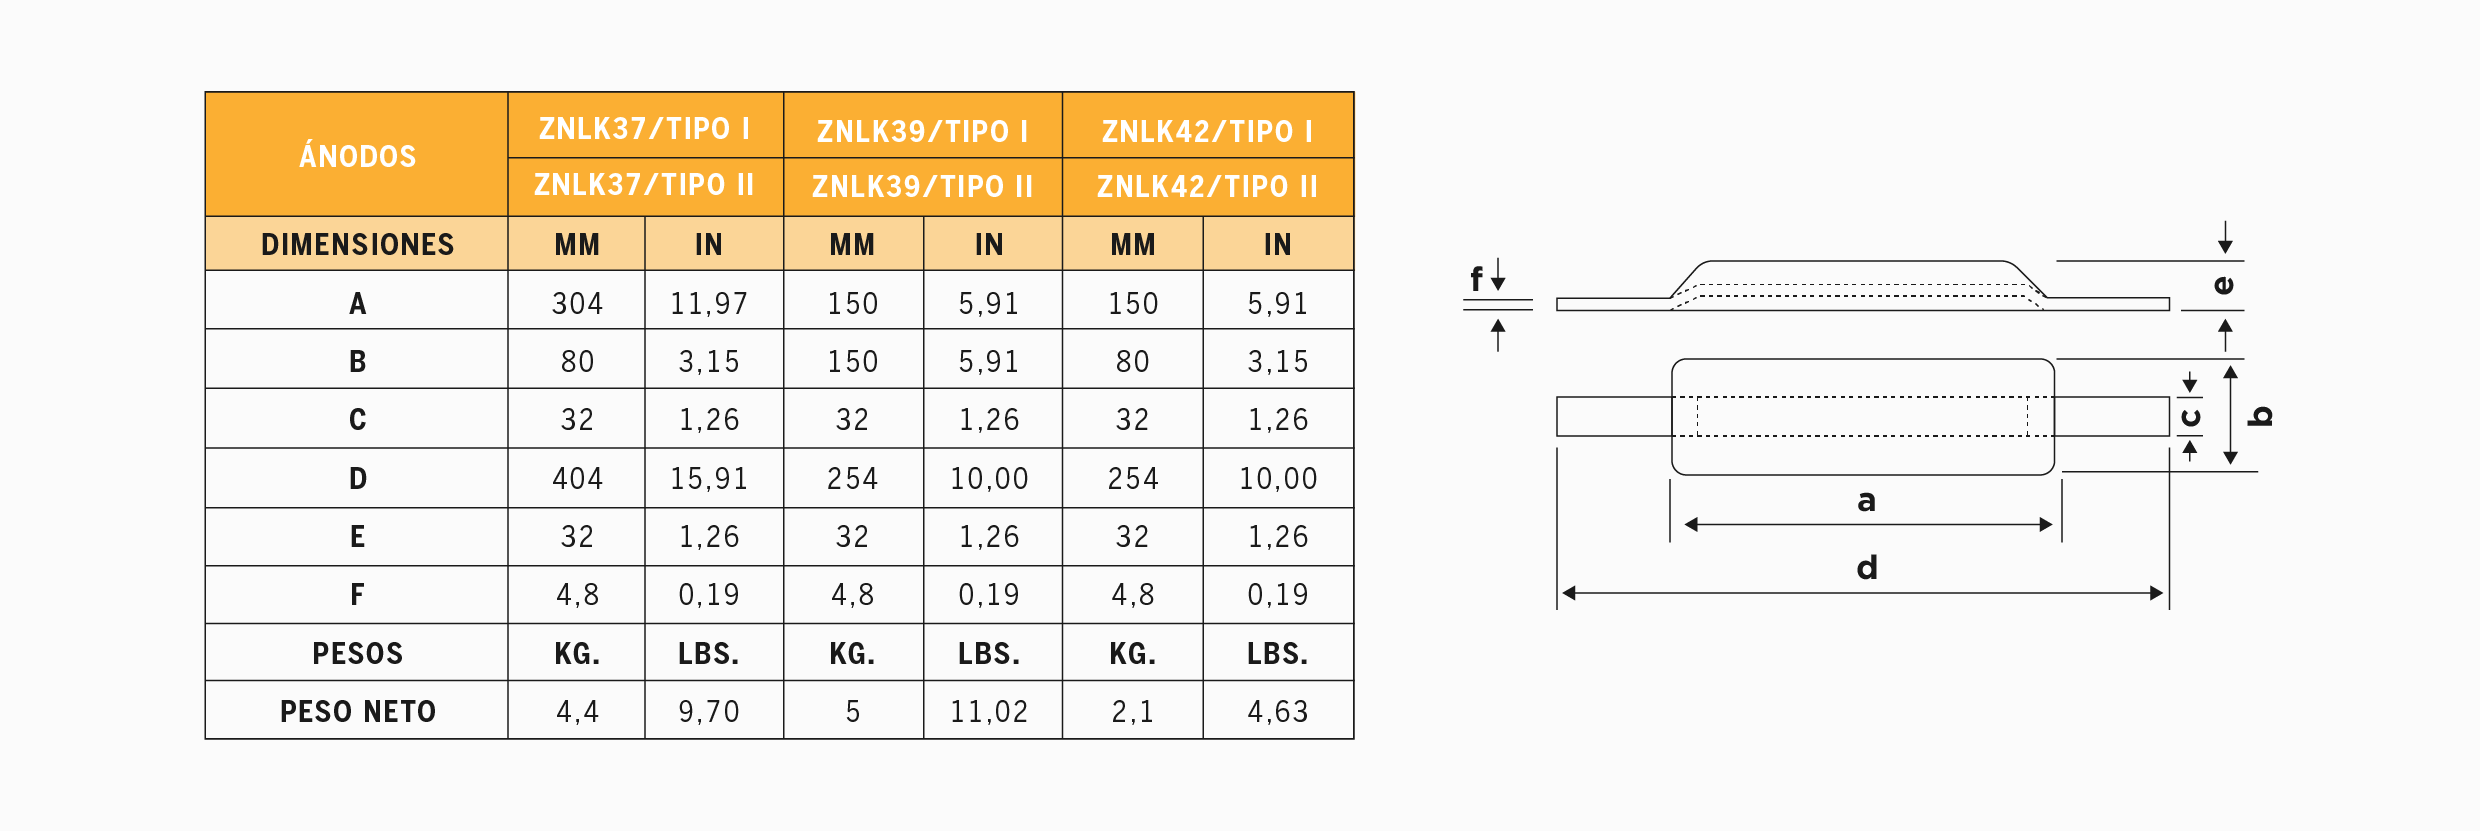 ÁNODOS ZNLK37/TIPO I ZNLK39/TIPO I ZNLK42/TIPO I
ZNLK37/TIPO II ZNLK39/TIPO II ZNLK42/TIPO II
DIMENSIONES MM IN MM IN MM IN
A 304 11,97 150 5,91 150 5,91
B 80 3,15 150 5,91 80 3,15
C 32 1,26 32 1,26 32 1,26
D 404 15,91 254 10,00 254 10,00
E 32 1,26 32 1,26 32 1,26
F 4,8 0,19 4,8 0,19 4,8 0,19
PESOS KG. LBS. KG. LBS. KG. LBS.
PESO NETO 4,4 9,70 5 11,02 2,1 4,63
f
e
c
b
a
d